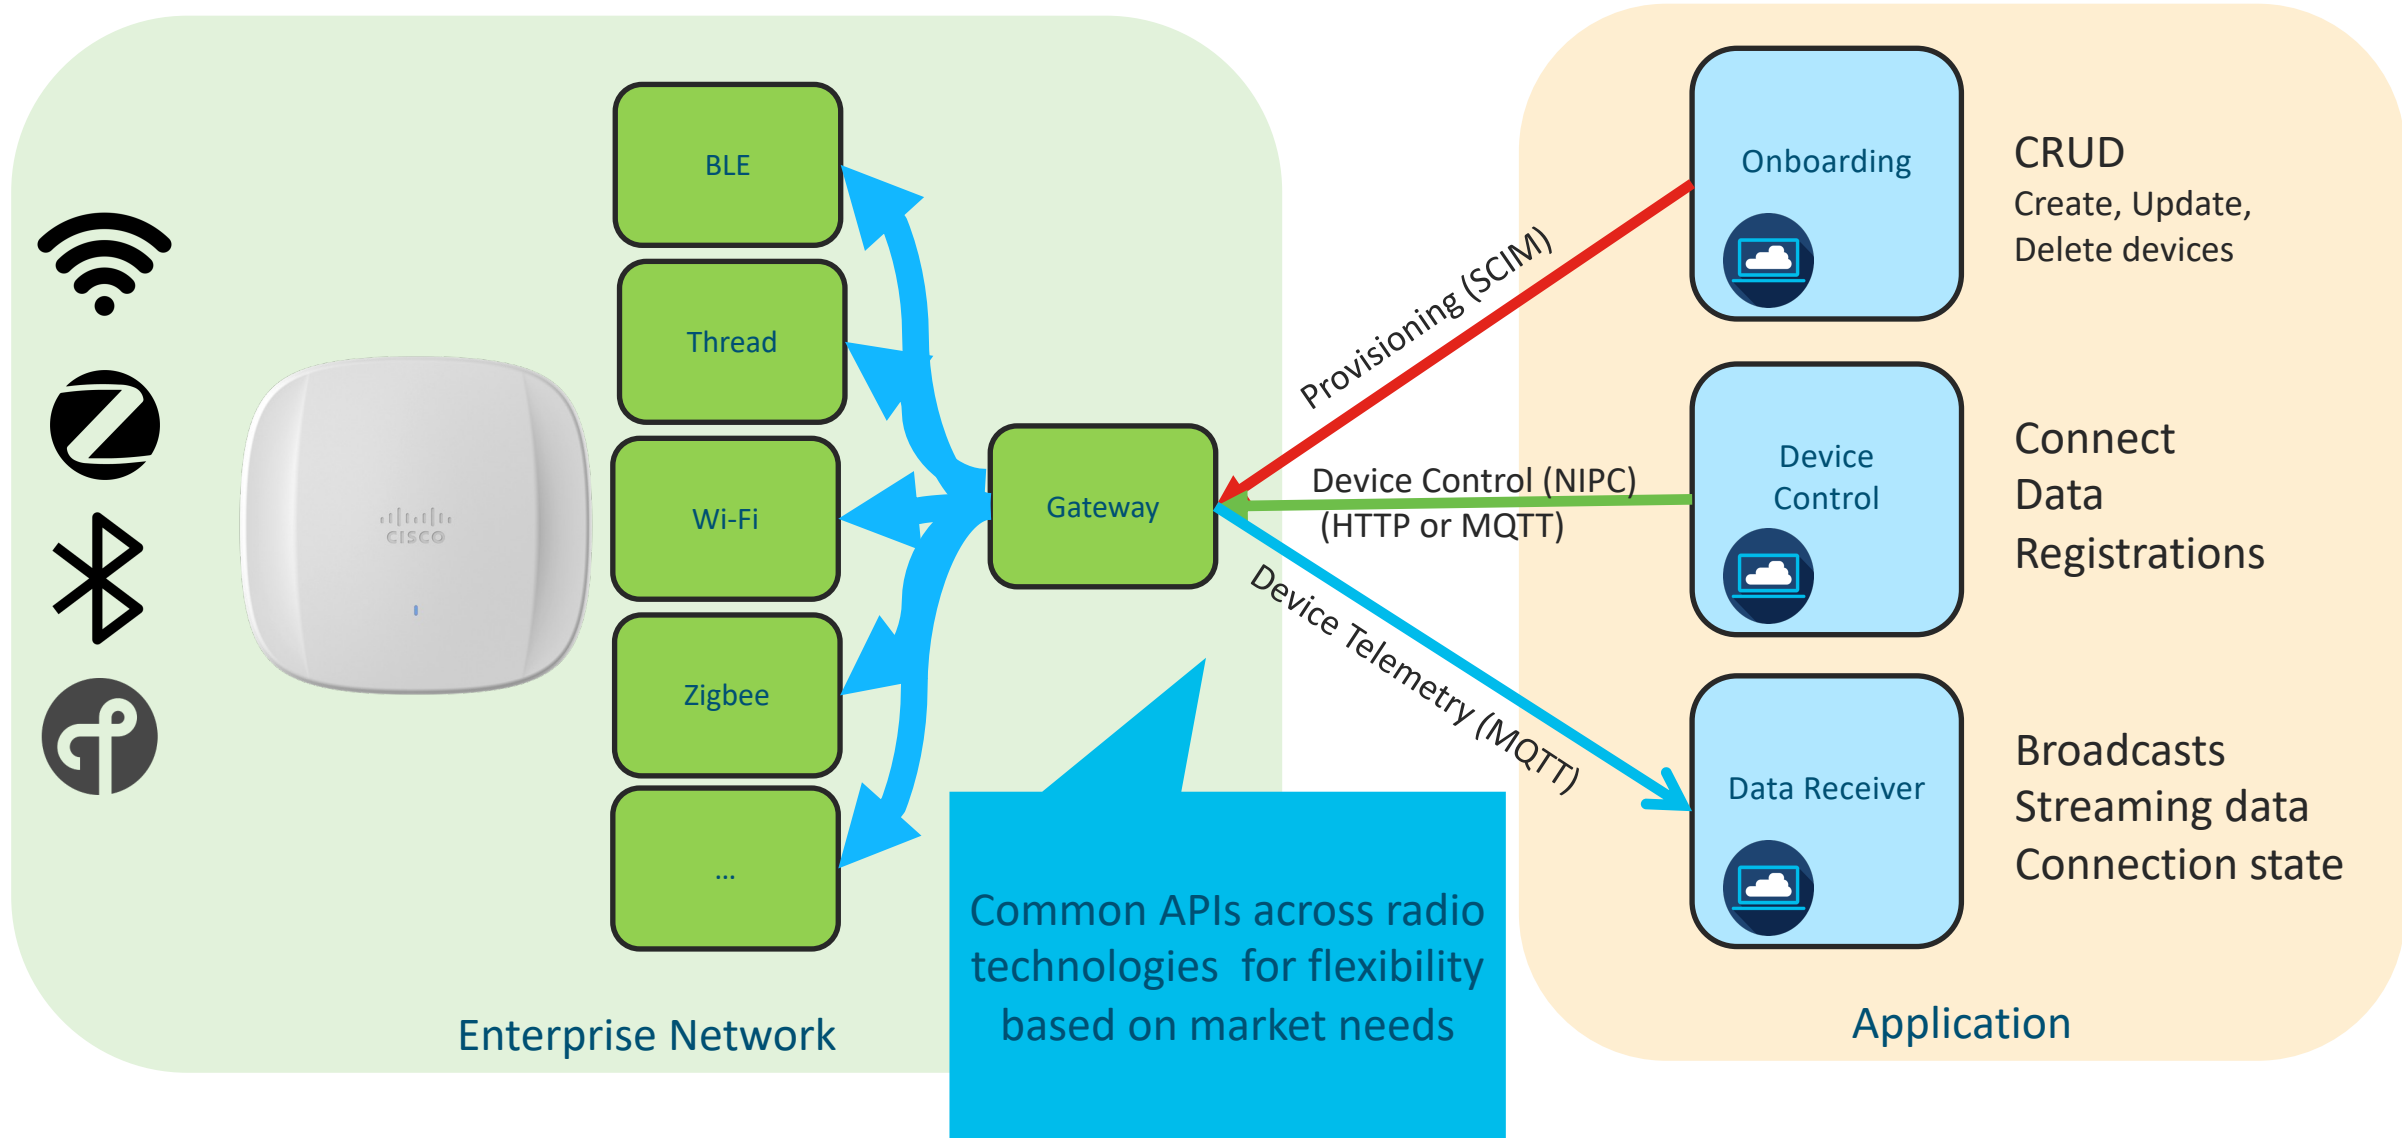 BLE
Thread
Wi-Fi
Zigbee
...
CISCO
Gateway
Enterprise Network
Provisioning (SCIM)
Device Control (NIPC)
(HTTP or MQTT)
Device Telemetry (MQTT)
Common APIs across radio
technologies for flexibility
based on market needs
Onboarding
CRUD
Create, Update,
Delete devices
Device
Control
Connect
Data
Registrations
Data Receiver
Broadcasts
Streaming data
Connection state
Application